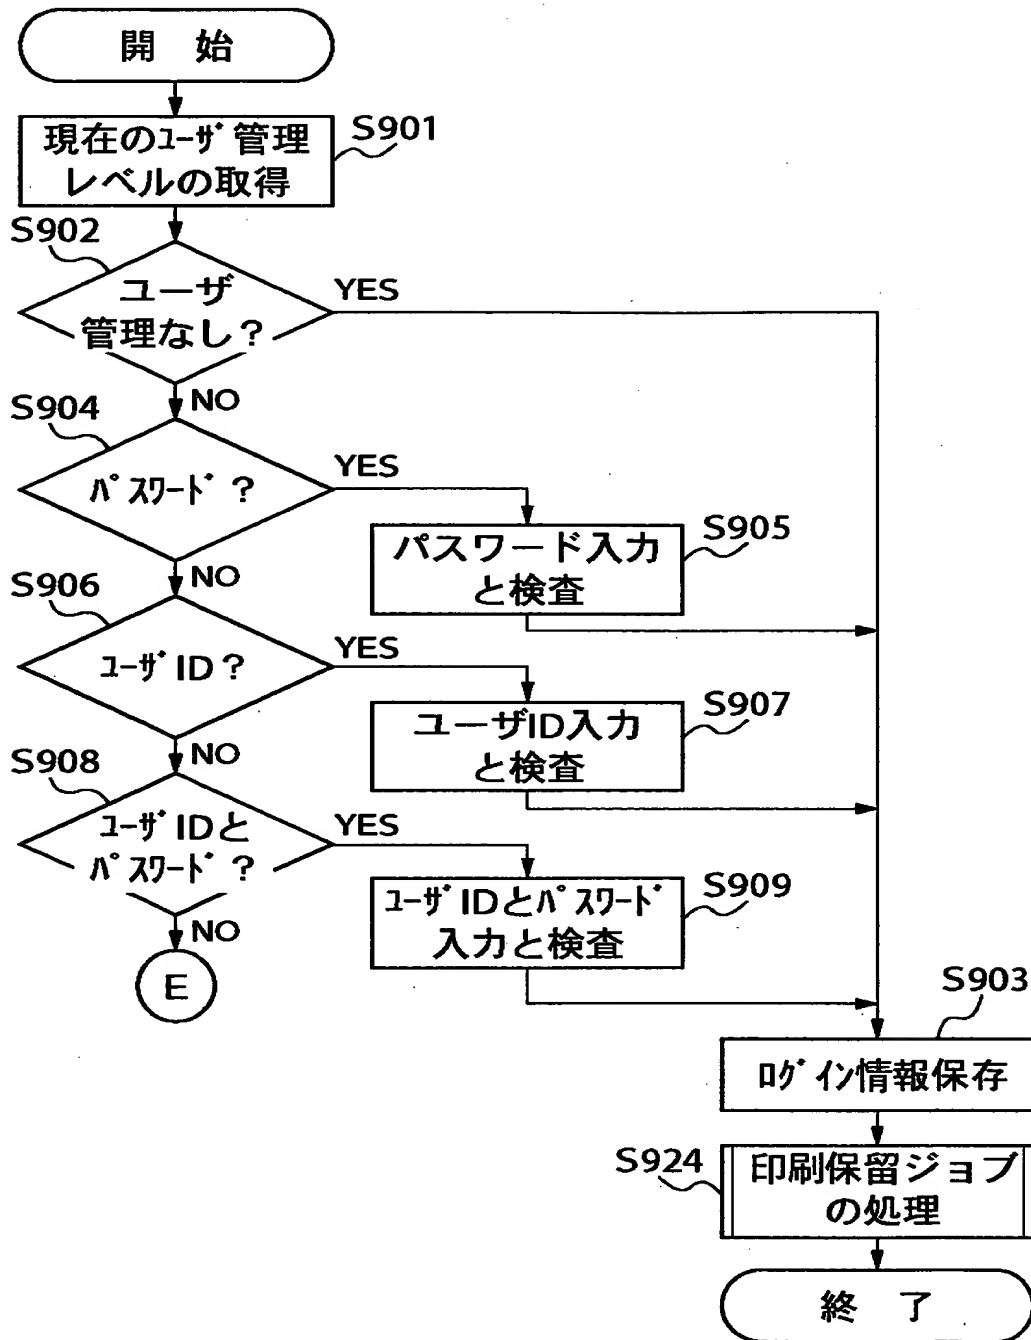 開 始
S901
現在のﾕｰｻﾞ管理
レベルの取得
S902
ユーザ
管理なし？
YES
NO
S904
ﾊﾟｽﾜｰﾄﾞ？
YES
S905
パスワード入力
と検査
NO
S906
ﾕｰｻﾞID？
YES
S907
ユーザID入力
と検査
NO
S908
ﾕｰｻﾞIDと
ﾊﾟｽﾜｰﾄﾞ？
YES
S909
ﾕｰｻﾞIDとﾊﾟｽﾜｰﾄﾞ
入力と検査
NO
E
S903
ﾛｸﾞｲﾝ情報保存
S924
印刷保留ジョブ
の処理
終 了